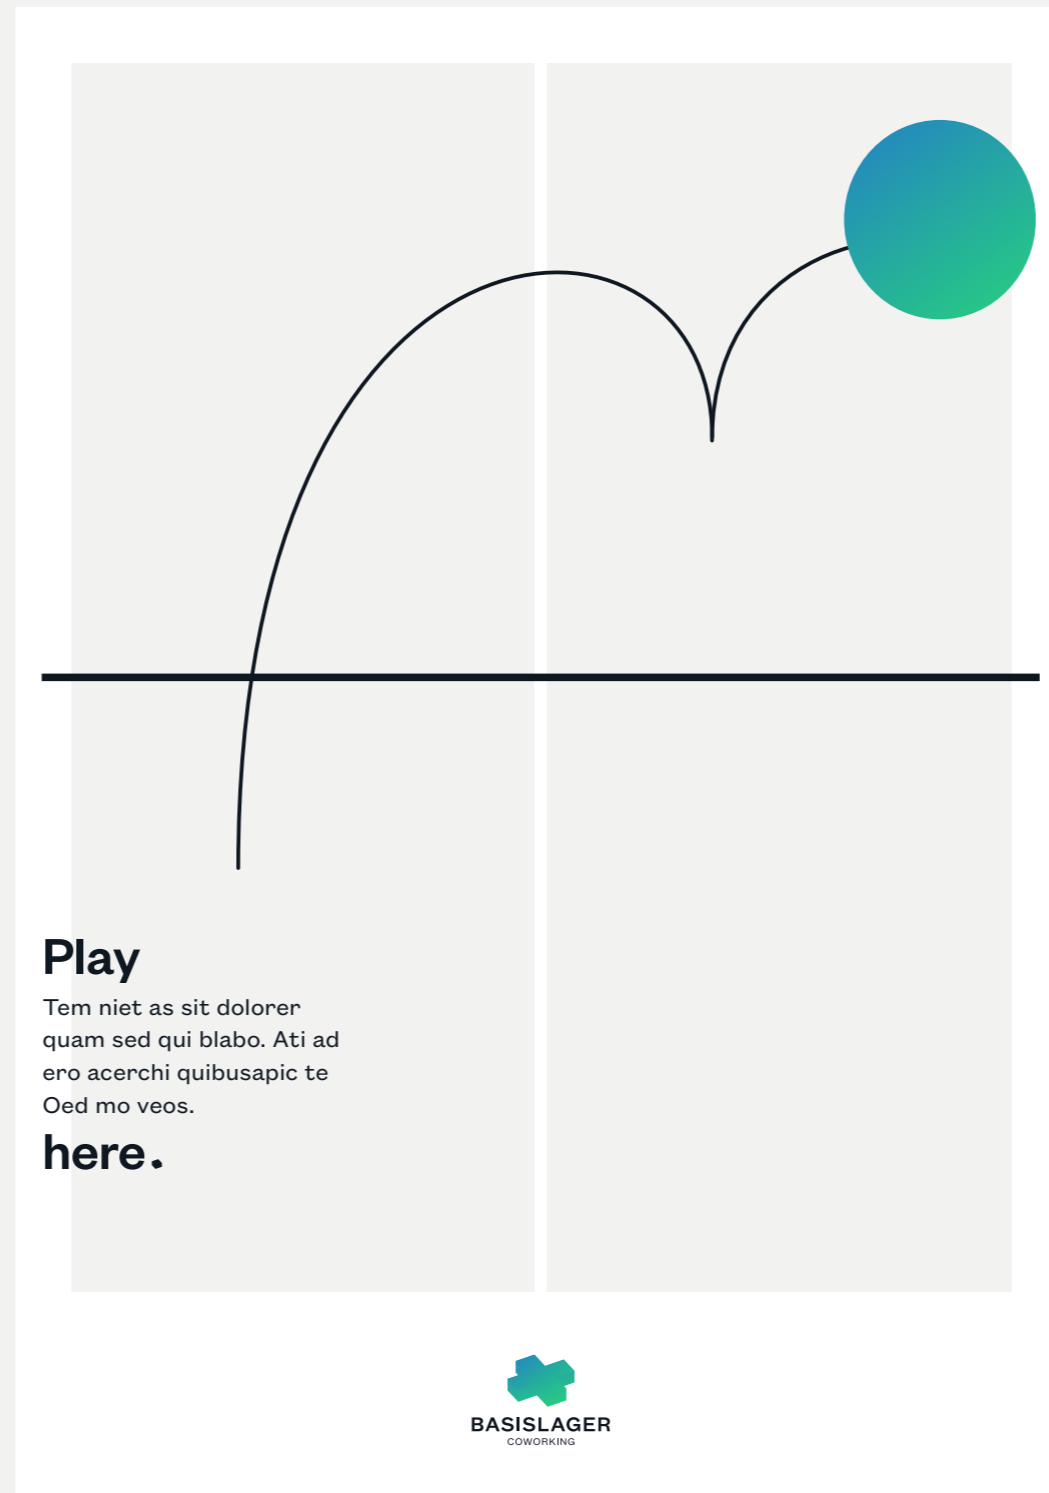 Play
Tem niet as sit dolorer
quam sed qui blabo. Ati ad
ero acerchi quibusapic te
Oed mo veos.
here.
BASISLAGER
COWORKING